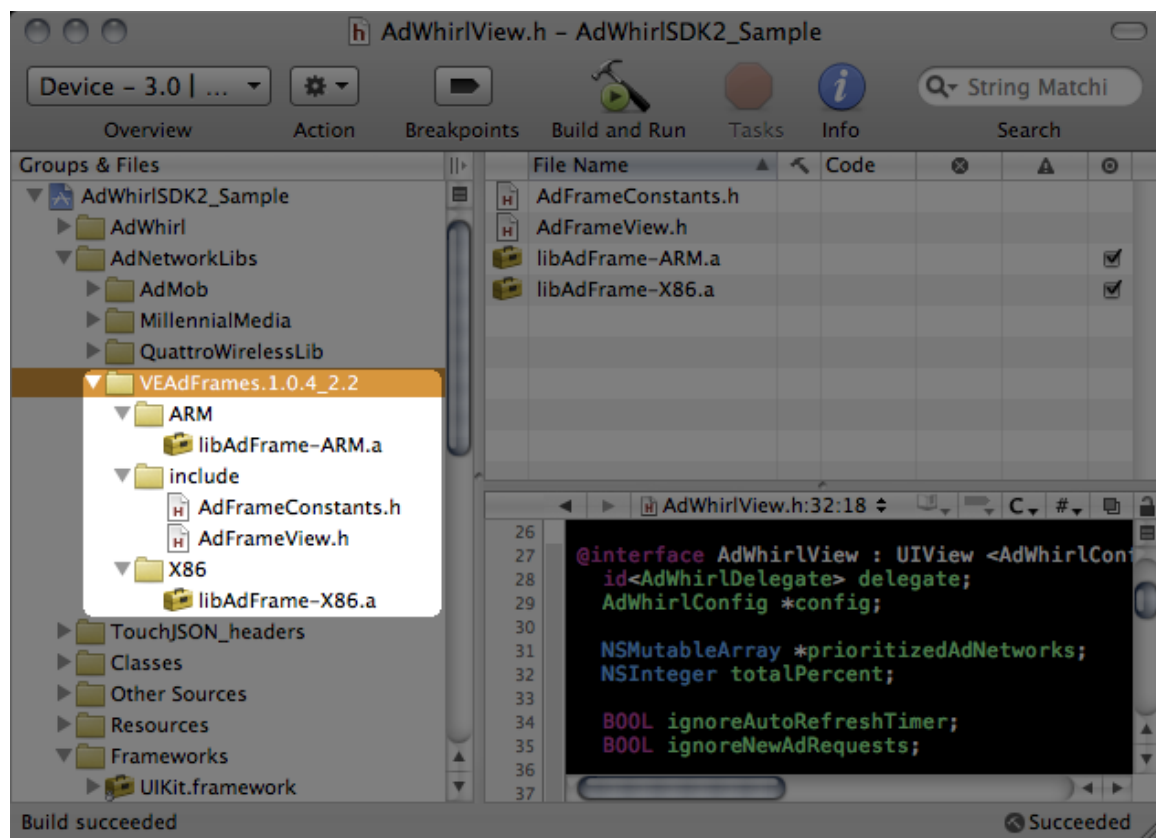 AdWhirlView.h – AdWhirlSDK2_Sample
Device – 3.0 | ...
String Matchi
Overview
Action
Breakpoints
Build and Run
Tasks
Info
Search
Groups & Files
File Name
Code
AdWhirlSDK2_Sample
AdWhirl
AdNetworkLibs
AdMob
MillennialMedia
QuattroWirelessLib
VEAdFrames.1.0.4_2.2
ARM
libAdFrame-ARM.a
include
AdFrameConstants.h
AdFrameView.h
X86
libAdFrame-X86.a
TouchJSON_headers
Classes
Other Sources
Resources
Frameworks
UIKit.framework
AdFrameConstants.h
AdFrameView.h
libAdFrame-ARM.a
libAdFrame-X86.a
AdWhirlView.h:32:18
C
#
26
27 @interface AdWhirlView : UIView <AdWhirlConf
28 id<AdWhirlDelegate> delegate;
29 AdWhirlConfig *config;
30
31 NSMutableArray *prioritizedAdNetworks;
32 NSInteger totalPercent;
33
34 BOOL ignoreAutoRefreshTimer;
35 BOOL ignoreNewAdRequests;
36
37
Build succeeded
Succeeded